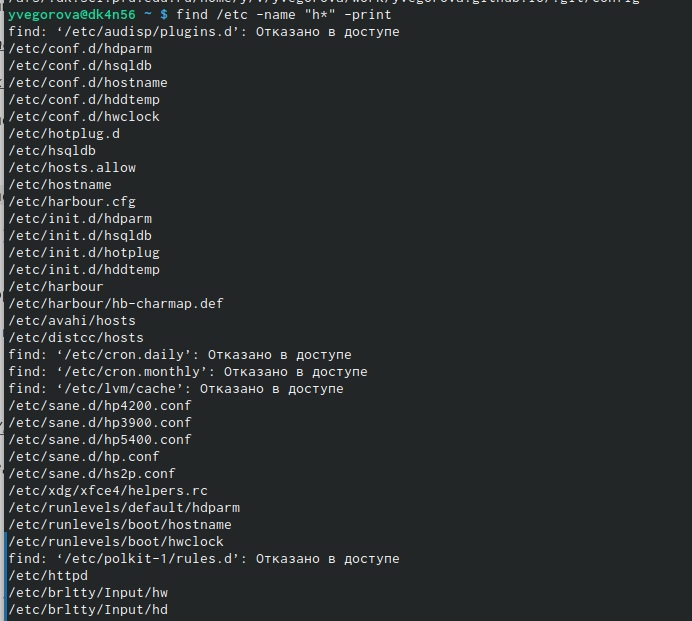 yvegorova@dk4n56 ~ $ find /etc -name "h*" -print
find: ‘/etc/audisp/plugins.d’: Отказано в доступе
/etc/conf.d/hdparm
/etc/conf.d/hsqldb
/etc/conf.d/hostname
/etc/conf.d/hddtemp
/etc/conf.d/hwclock
/etc/hotplug.d
/etc/hsqldb
/etc/hosts.allow
/etc/hostname
/etc/harbour.cfg
/etc/init.d/hdparm
/etc/init.d/hsqldb
/etc/init.d/hotplug
/etc/init.d/hddtemp
/etc/harbour
/etc/harbour/hb-charmap.def
/etc/avahi/hosts
/etc/distcc/hosts
find: ‘/etc/cron.daily’: Отказано в доступе
find: ‘/etc/cron.monthly’: Отказано в доступе
find: ‘/etc/lvm/cache’: Отказано в доступе
/etc/sane.d/hp4200.conf
/etc/sane.d/hp3900.conf
/etc/sane.d/hp5400.conf
/etc/sane.d/hp.conf
/etc/sane.d/hs2p.conf
/etc/xdg/xfce4/helpers.rc
/etc/runlevels/default/hdparm
/etc/runlevels/boot/hostname
/etc/runlevels/boot/hwclock
find: ‘/etc/polkit-1/rules.d’: Отказано в доступе
/etc/httpd
/etc/brltty/Input/hw
/etc/brltty/Input/hd